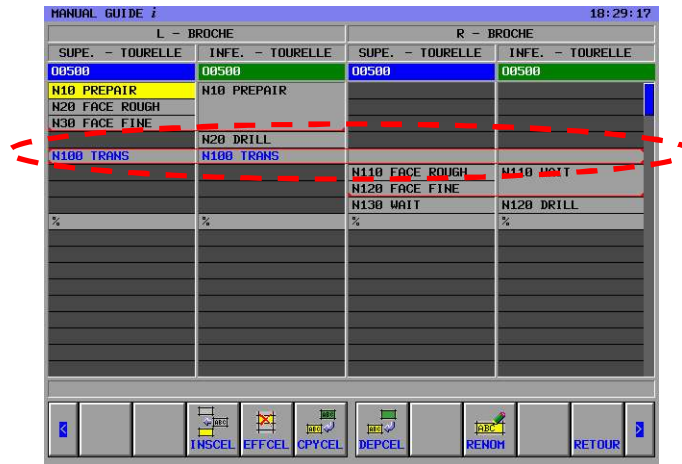 MANUAL GUIDE i 18:29:17
L - BROCHE R - BROCHE
SUPE. - TOURELLE INFE. - TOURELLE SUPE. - TOURELLE INFE. - TOURELLE
O0500 O0500 O0500 O0500
N10 PREPAIR N10 PREPAIR
N20 FACE ROUGH
N30 FACE FINE
N20 DRILL
N100 TRANS N100 TRANS
N110 FACE ROUGH N110 WAIT
N120 FACE FINE
N130 WAIT N120 DRILL
% % % %
INSCEL EFFCEL CPYCEL DEPCEL RENOM RETOUR